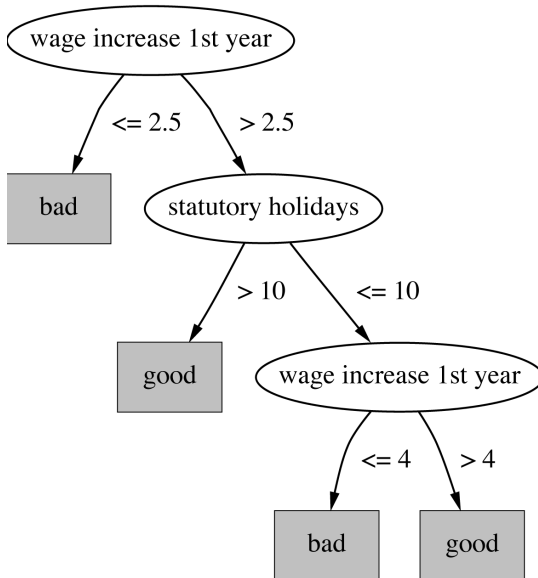 wage increase 1st year
<= 2.5
> 2.5
bad
statutory holidays
> 10
<= 10
good
wage increase 1st year
<= 4
> 4
bad
good